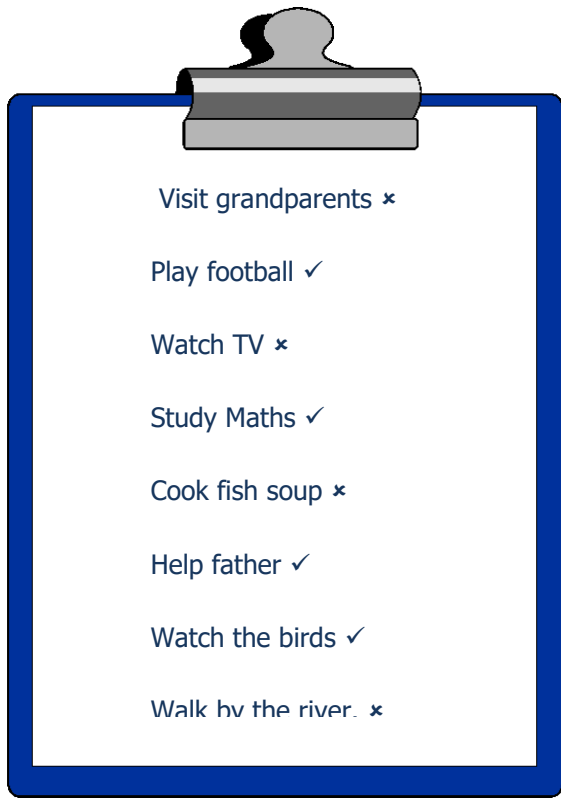 Visit grandparents ×
Play football ✓
Watch TV ×
Study Maths ✓
Cook fish soup ×
Help father ✓
Watch the birds ✓
Walk by the river. ×